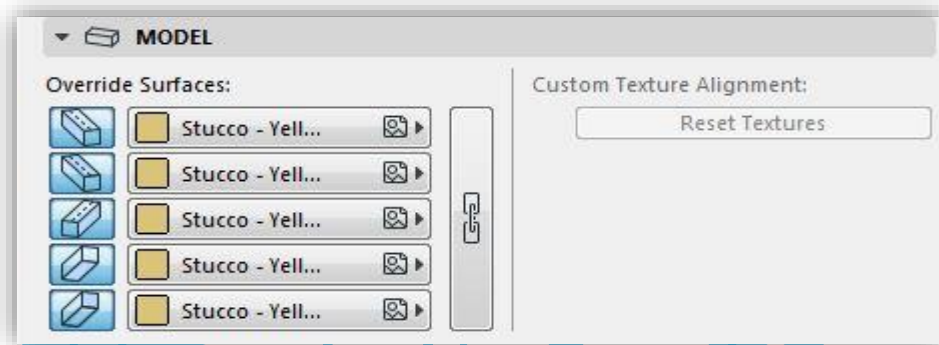 MODEL
Override Surfaces:
Stucco - Yell...
Stucco - Yell...
Stucco - Yell...
Stucco - Yell...
Stucco - Yell...
Custom Texture Alignment:
Reset Textures